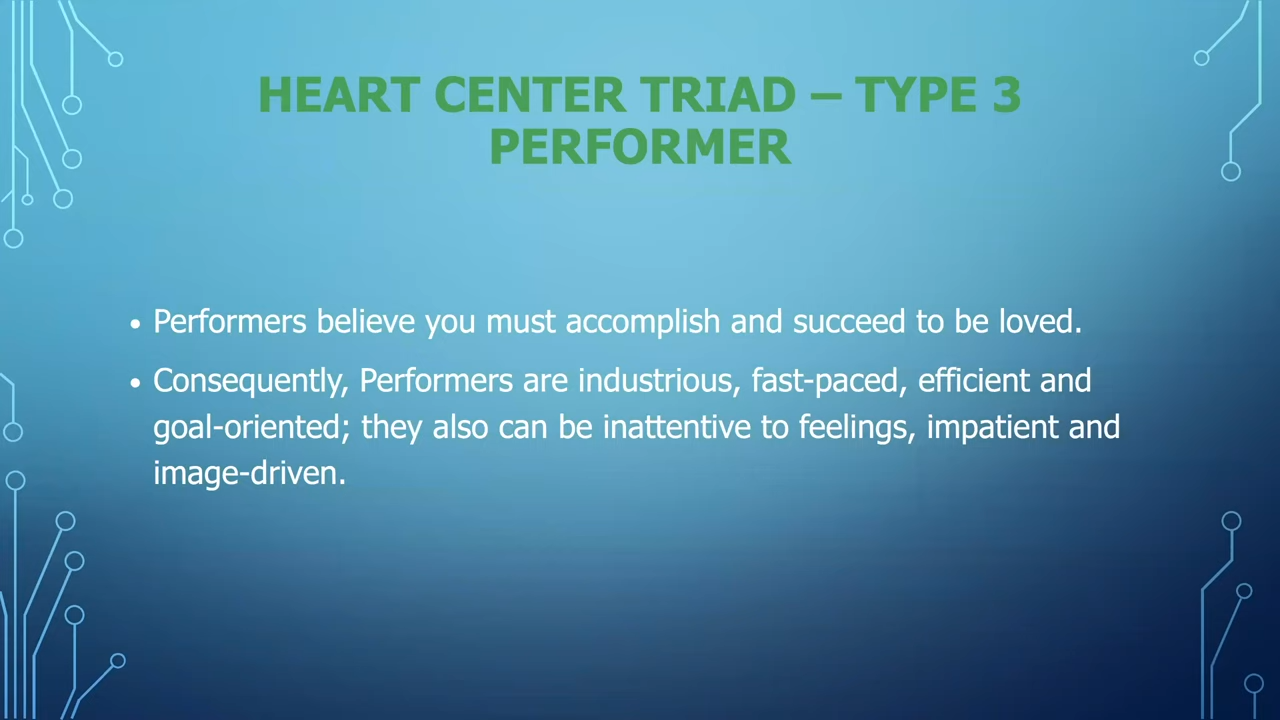 HEART CENTER TRIAD – TYPE 3
PERFORMER
• Performers believe you must accomplish and succeed to be loved.
• Consequently, Performers are industrious, fast-paced, efficient and
goal-oriented; they also can be inattentive to feelings, impatient and
image-driven.